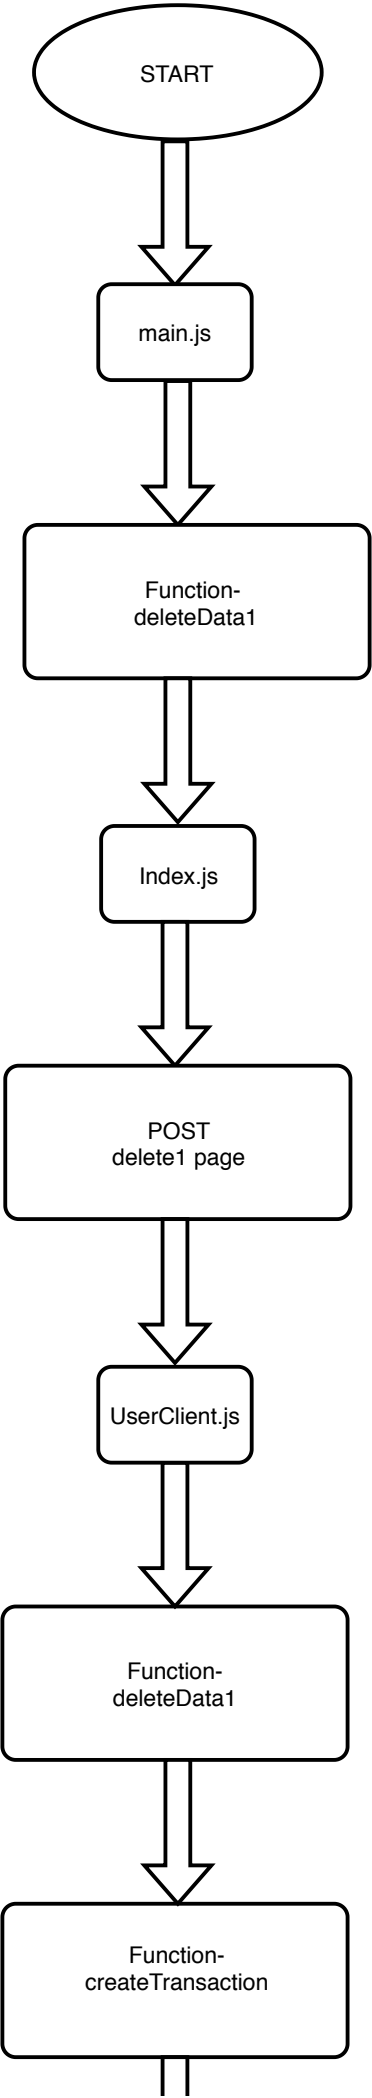 START
main.js
Function-
deleteData1
Index.js
POST
delete1 page
UserClient.js
Function-
deleteData1
Function-
createTransaction